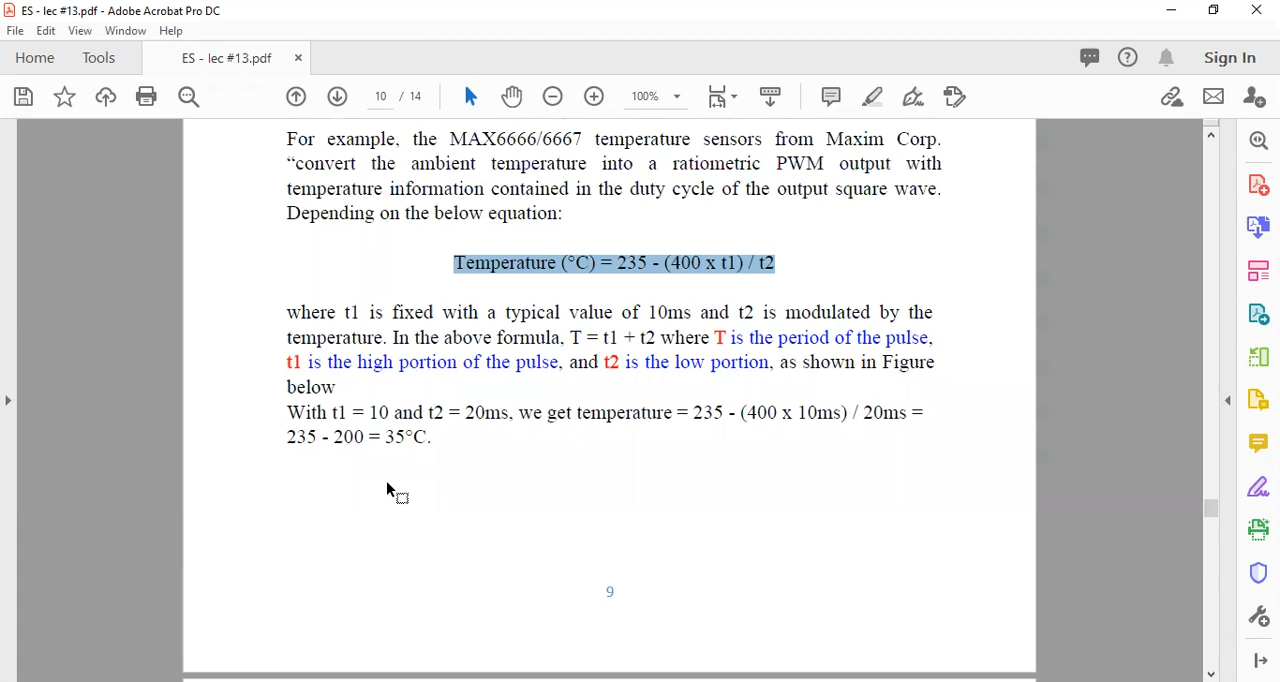 ES - lec #13.pdf - Adobe Acrobat Pro DC
File Edit View Window Help
Home Tools ES - lec #13.pdf × Sign In
10 / 14 100%
For example, the MAX6666/6667 temperature sensors from Maxim Corp.
“convert the ambient temperature into a ratiometric PWM output with
temperature information contained in the duty cycle of the output square wave.
Depending on the below equation:
Temperature (°C) = 235 - (400 x t1) / t2
where t1 is fixed with a typical value of 10ms and t2 is modulated by the
temperature. In the above formula, T = t1 + t2 where T is the period of the pulse,
t1 is the high portion of the pulse, and t2 is the low portion, as shown in Figure
below
With t1 = 10 and t2 = 20ms, we get temperature = 235 - (400 x 10ms) / 20ms =
235 - 200 = 35°C.
9